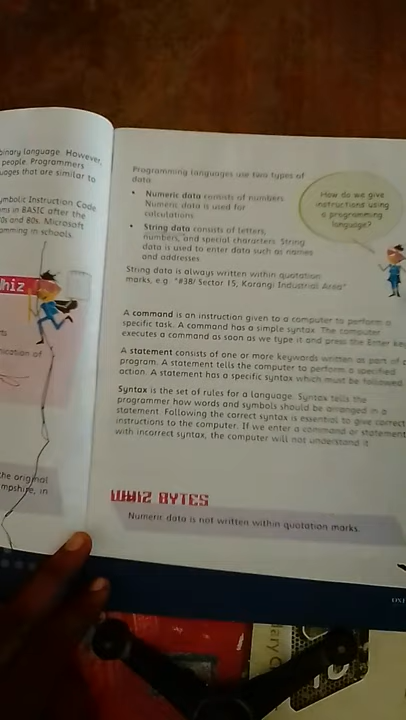 binary language. However,
people. Programmers
uages that are similar to
ymbolic Instruction Code
ms in BASIC after the
0s and 80s. Microsoft
amming in schools.
hiz
ts
nication of
he original
mpshire, in
Programming languages use two types of
data
• Numeric data consists of numbers
Numeric data is used for
calculations
• String data consists of letters,
numbers, and special characters. String
data is used to enter data such as names
and addresses
String data is always written within quotation
marks, e.g. "#38/ Sector 15, Korangi Industrial Area"
How do we give
instructions using
a programming
language?
A command is an instruction given to a computer to perform a
specific task. A command has a simple syntax. The computer
executes a command as soon as we type it and press the Enter ke
A statement consists of one or more keywords written as part of a
program. A statement tells the computer to perform a specified
action. A statement has a specific syntax which must be followed
Syntax is the set of rules for a language. Syntax tells the
programmer how words and symbols should be arranged in a
statement. Following the correct syntax is essential to give correct
instructions to the computer. If we enter a command or statement
with incorrect syntax, the computer will not understand it
WHIZ BYTES
Numeric data is not written within quotation marks.